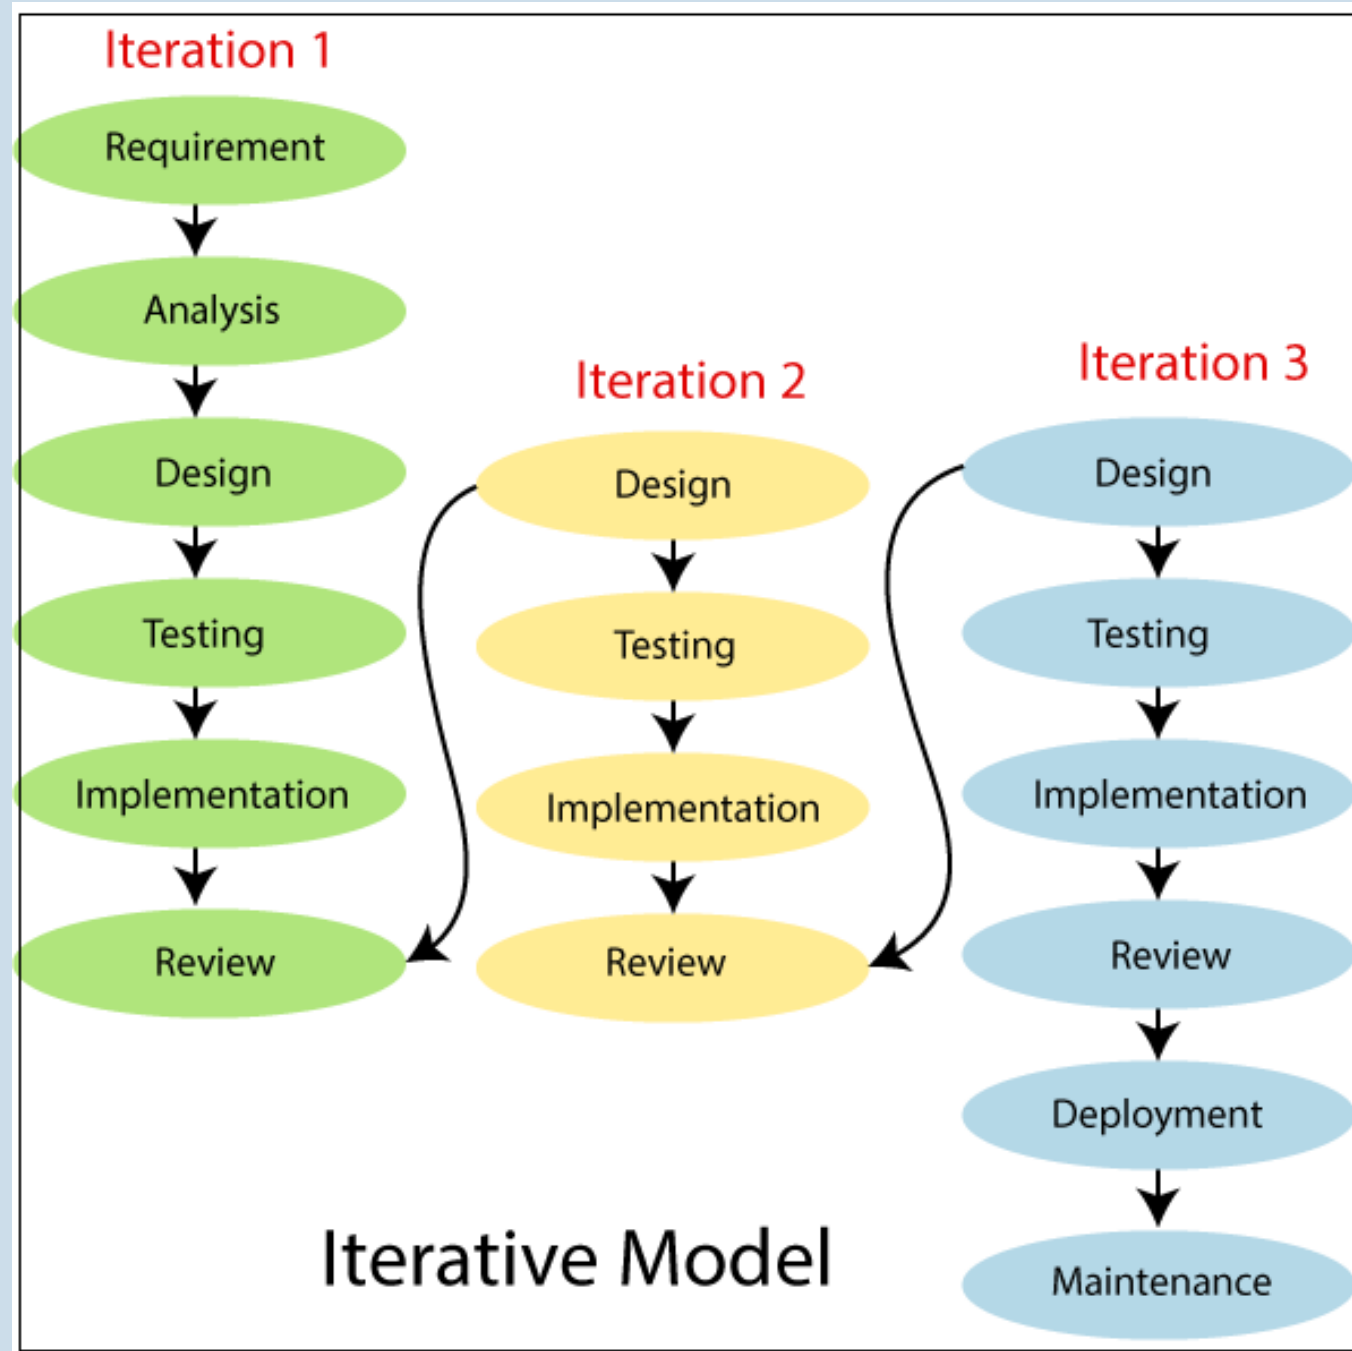 Iteration 1
Requirement
Analysis
Design
Testing
Implementation
Review
Iteration 2
Design
Testing
Implementation
Review
Iteration 3
Design
Testing
Implementation
Review
Deployment
Maintenance
Iterative Model